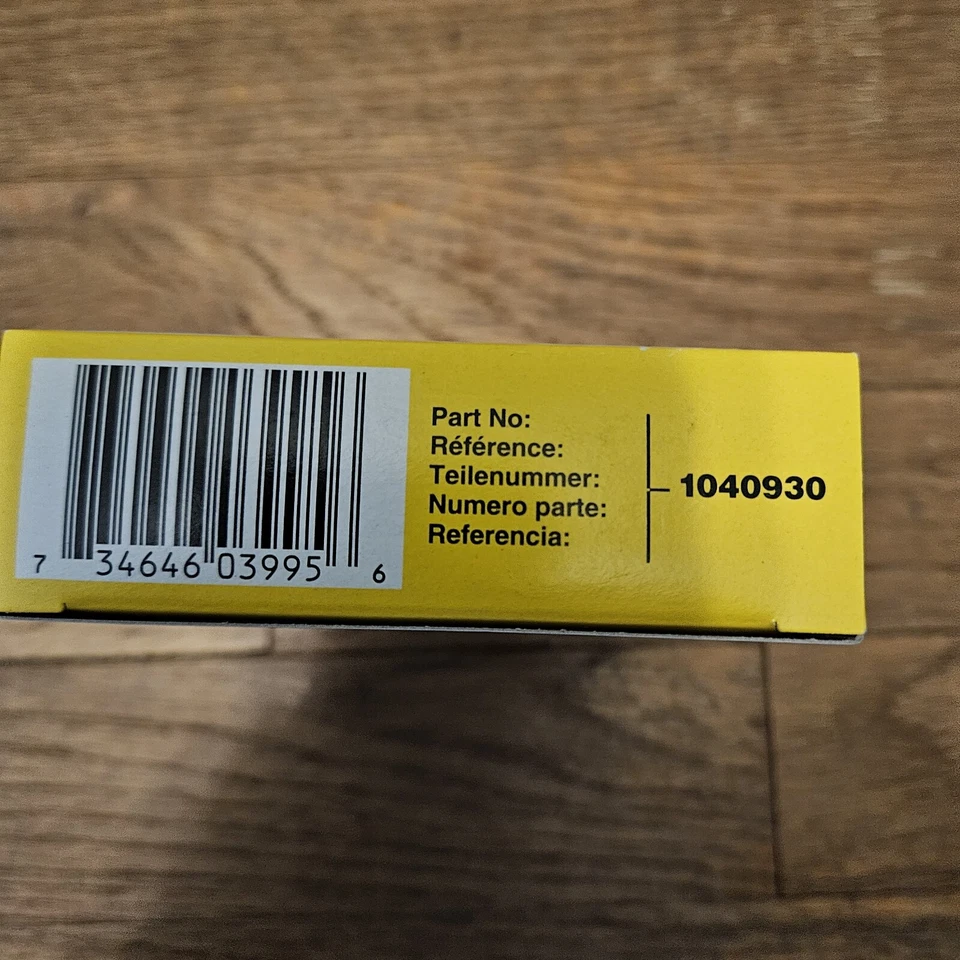 7 34646 03995 6
Part No:
Référence:
Teilenummer:
Numero parte:
Referencia:
1040930